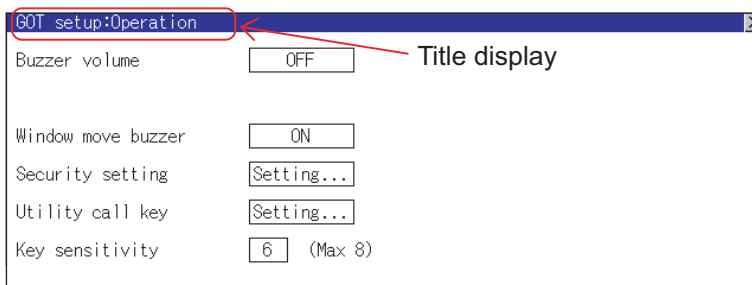 GOT setup:Operation
Buzzer volume OFF Title display
Window move buzzer ON
Security setting Setting...
Utility call key Setting...
Key sensitivity 6 (Max 8)